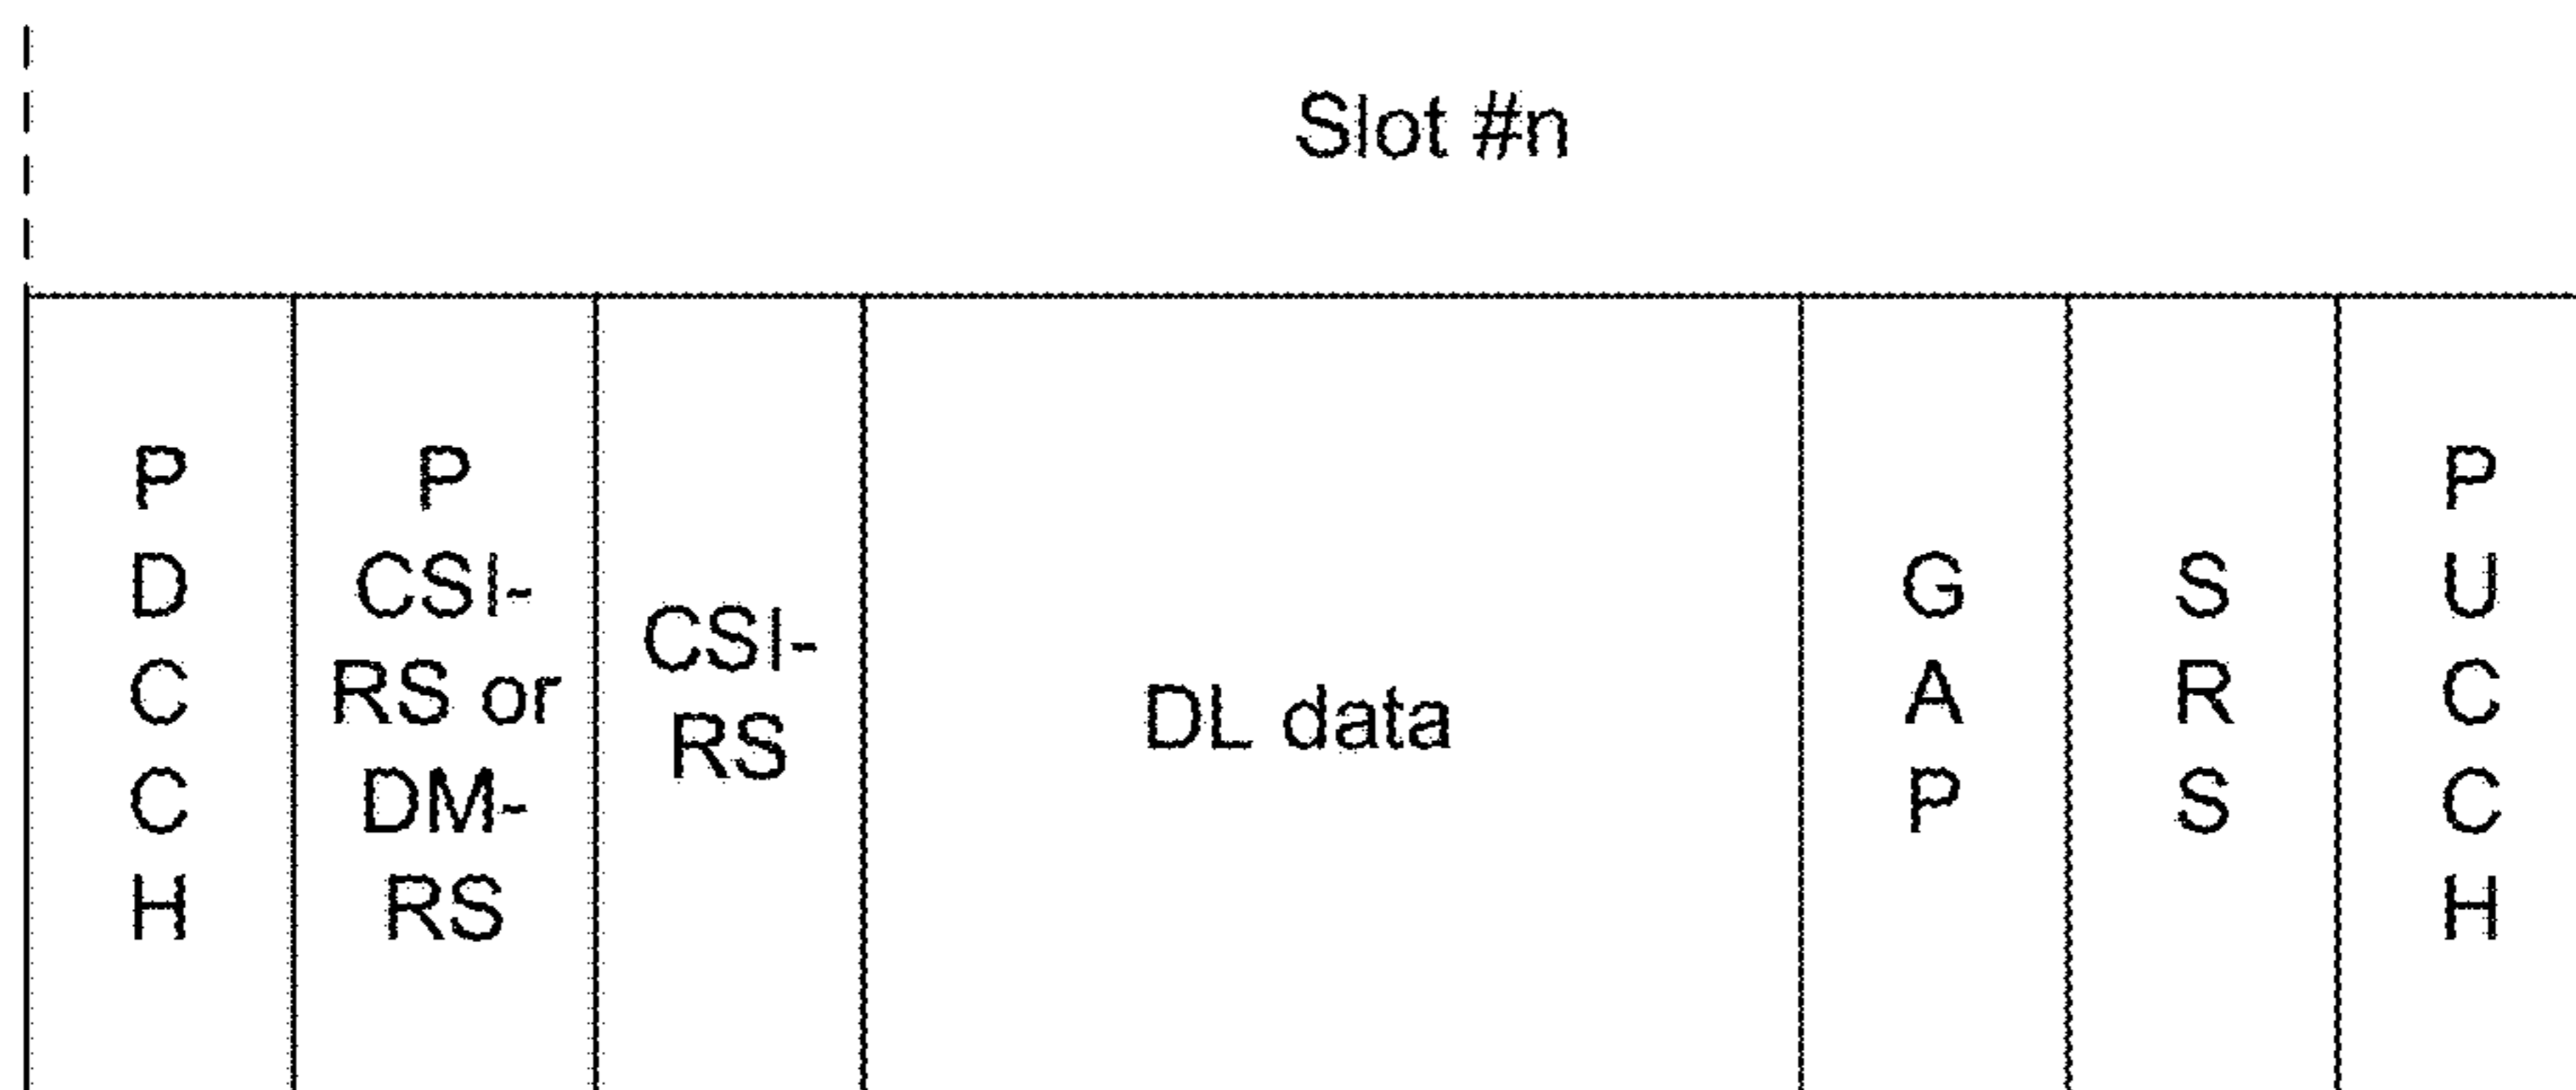 Slot #n
P
D
C
C
H
P
CSI-
RS or
DM-
RS
CSI-
RS
DL data
G
A
P
S
R
S
P
U
C
C
H